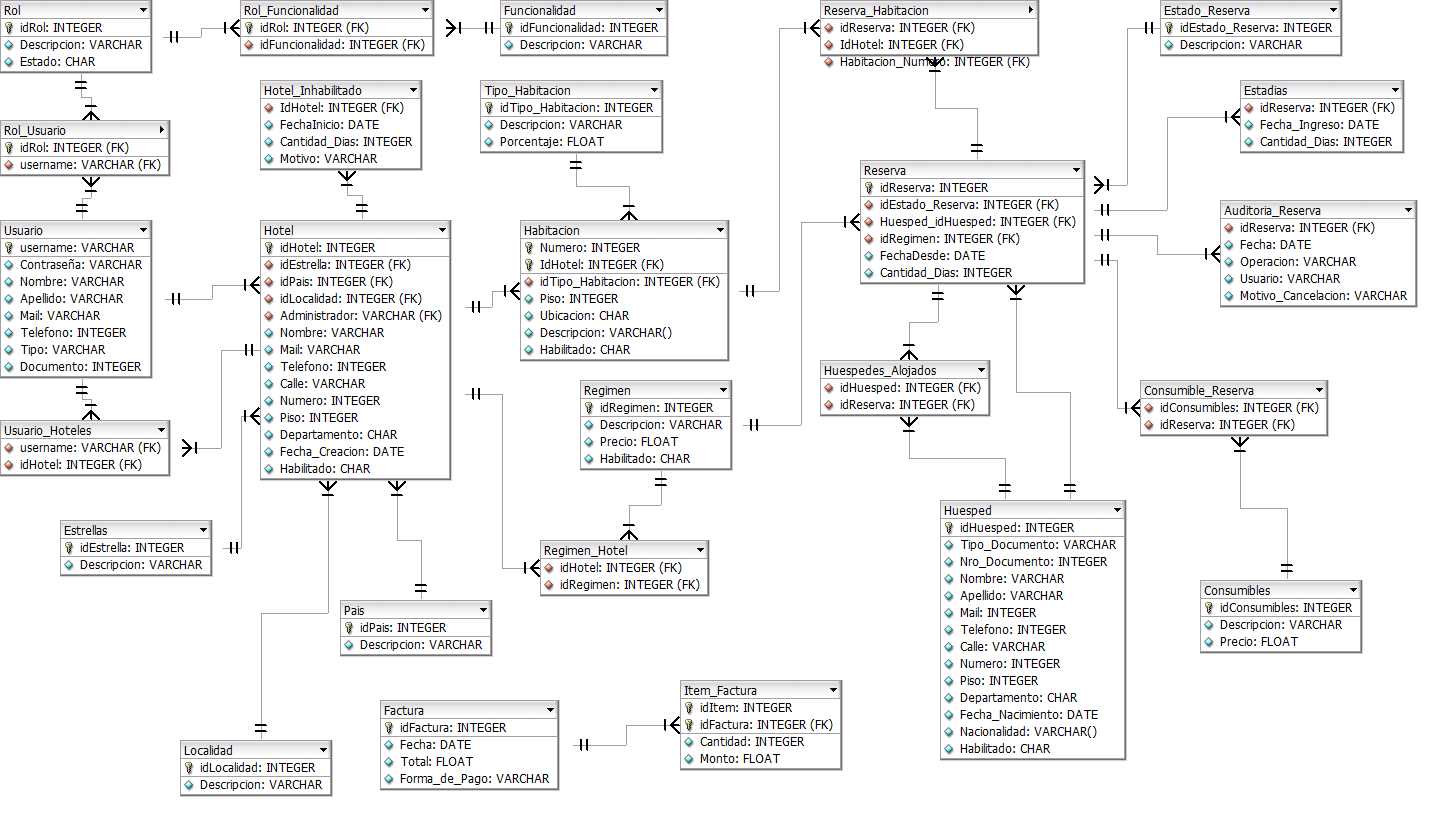 Rol
idRol: INTEGER
Descripcion: VARCHAR
Estado: CHAR
Rol_Funcionalidad
idRol: INTEGER (FK)
idFuncionalidad: INTEGER (FK)
Funcionalidad
idFuncionalidad: INTEGER
Descripcion: VARCHAR
Reserva_Habitacion
idReserva: INTEGER (FK)
IdHotel: INTEGER (FK)
Habitacion_Numero: INTEGER (FK)
Estado_Reserva
idEstado_Reserva: INTEGER
Descripcion: VARCHAR
Hotel_Inhabilitado
IdHotel: INTEGER (FK)
FechaInicio: DATE
Cantidad_Dias: INTEGER
Motivo: VARCHAR
Tipo_Habitacion
idTipo_Habitacion: INTEGER
Descripcion: VARCHAR
Porcentaje: FLOAT
Estadias
idReserva: INTEGER (FK)
Fecha_Ingreso: DATE
Cantidad_Dias: INTEGER
Rol_Usuario
idRol: INTEGER (FK)
username: VARCHAR (FK)
Reserva
idReserva: INTEGER
idEstado_Reserva: INTEGER (FK)
Huesped_idHuesped: INTEGER (FK)
idRegimen: INTEGER (FK)
FechaDesde: DATE
Cantidad_Dias: INTEGER
Auditoria_Reserva
idReserva: INTEGER (FK)
Fecha: DATE
Operacion: VARCHAR
Usuario: VARCHAR
Motivo_Cancelacion: VARCHAR
Usuario
username: VARCHAR
Contraseña: VARCHAR
Nombre: VARCHAR
Apellido: VARCHAR
Mail: VARCHAR
Telefono: INTEGER
Tipo: VARCHAR
Documento: INTEGER
Hotel
idHotel: INTEGER
idEstrella: INTEGER (FK)
idPais: INTEGER (FK)
idLocalidad: INTEGER (FK)
Administrador: VARCHAR (FK)
Nombre: VARCHAR
Mail: VARCHAR
Telefono: INTEGER
Calle: VARCHAR
Numero: INTEGER
Piso: INTEGER
Departamento: CHAR
Fecha_Creacion: DATE
Habilitado: CHAR
Habitacion
Numero: INTEGER
IdHotel: INTEGER (FK)
idTipo_Habitacion: INTEGER (FK)
Piso: INTEGER
Ubicacion: CHAR
Descripcion: VARCHAR()
Habilitado: CHAR
Huespedes_Alojados
idHuesped: INTEGER (FK)
idReserva: INTEGER (FK)
Regimen
idRegimen: INTEGER
Descripcion: VARCHAR
Precio: FLOAT
Habilitado: CHAR
Consumible_Reserva
idConsumibles: INTEGER (FK)
idReserva: INTEGER (FK)
Usuario_Hoteles
username: VARCHAR (FK)
idHotel: INTEGER (FK)
Estrellas
idEstrella: INTEGER
Descripcion: VARCHAR
Regimen_Hotel
idHotel: INTEGER (FK)
idRegimen: INTEGER (FK)
Huesped
idHuesped: INTEGER
Tipo_Documento: VARCHAR
Nro_Documento: INTEGER
Nombre: VARCHAR
Apellido: VARCHAR
Mail: INTEGER
Telefono: INTEGER
Calle: VARCHAR
Numero: INTEGER
Piso: INTEGER
Departamento: CHAR
Fecha_Nacimiento: DATE
Nacionalidad: VARCHAR()
Habilitado: CHAR
Consumibles
idConsumibles: INTEGER
Descripcion: VARCHAR
Precio: FLOAT
Pais
idPais: INTEGER
Descripcion: VARCHAR
Localidad
idLocalidad: INTEGER
Descripcion: VARCHAR
Factura
idFactura: INTEGER
Fecha: DATE
Total: FLOAT
Forma_de_Pago: VARCHAR
Item_Factura
idItem: INTEGER
idFactura: INTEGER (FK)
Cantidad: INTEGER
Monto: FLOAT